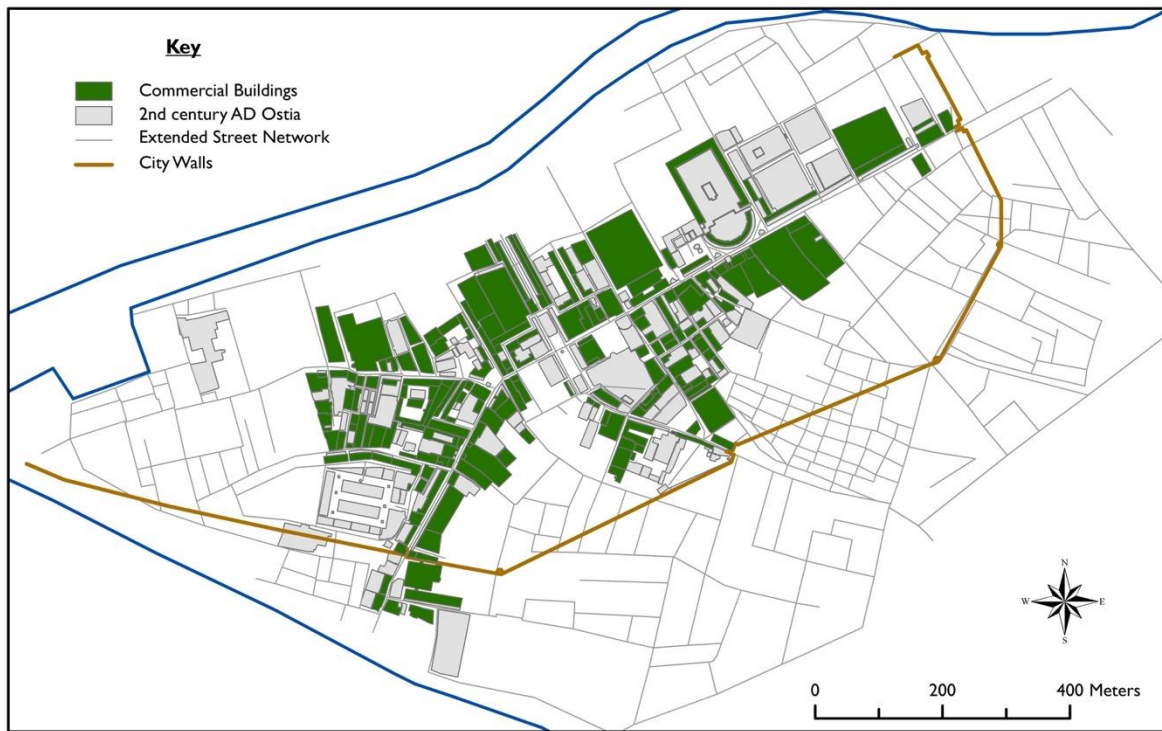 Key
Commercial Buildings
2nd century AD Ostia
Extended Street Network
City Walls
N
W E
S
0 200 400 Meters